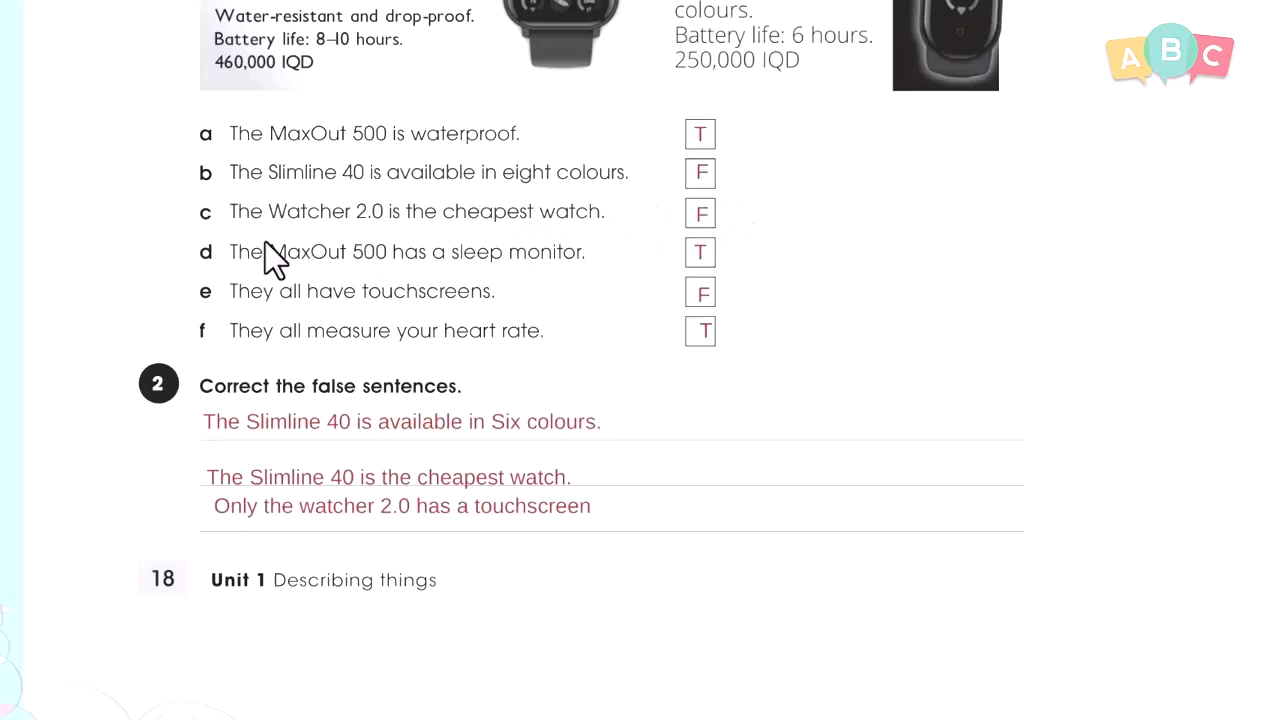 Water-resistant and drop-proof.
Battery life: 8–10 hours.
460,000 IQD
colours.
Battery life: 6 hours.
250,000 IQD
A B C
a The MaxOut 500 is waterproof. T
b The Slimline 40 is available in eight colours. F
c The Watcher 2.0 is the cheapest watch. F
d The MaxOut 500 has a sleep monitor. T
e They all have touchscreens. F
f They all measure your heart rate. T
2 Correct the false sentences.
The Slimline 40 is available in Six colours.
The Slimline 40 is the cheapest watch.
Only the watcher 2.0 has a touchscreen
18 Unit 1 Describing things